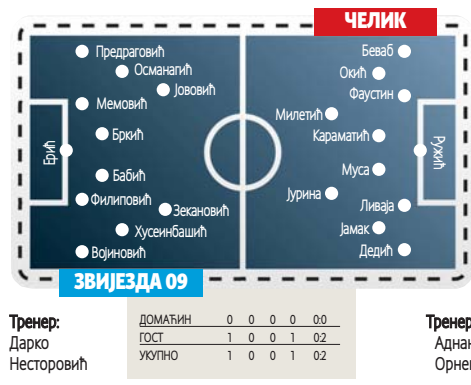 ЧЕЛИК
Предраговић
Османагић
Јововић
Мемовић
Бркић
Ерић
Бабић
Филиповић
Зекановић
Хусеинбашић
Војиновић
Беваб
Окић
Фаустин
Милетић
Караматић
Ружић
Муса
Јурина
Ливаја
Јамак
Дедић
ЗВИЈЕЗДА 09
Тренер:
Дарко
Несторовић
ДОМАЋИН 0 0 0 0 0:0
ГОСТ 1 0 0 1 0:2
УКУПНО 1 0 0 1 0:2
Тренер
Аднан
Орне